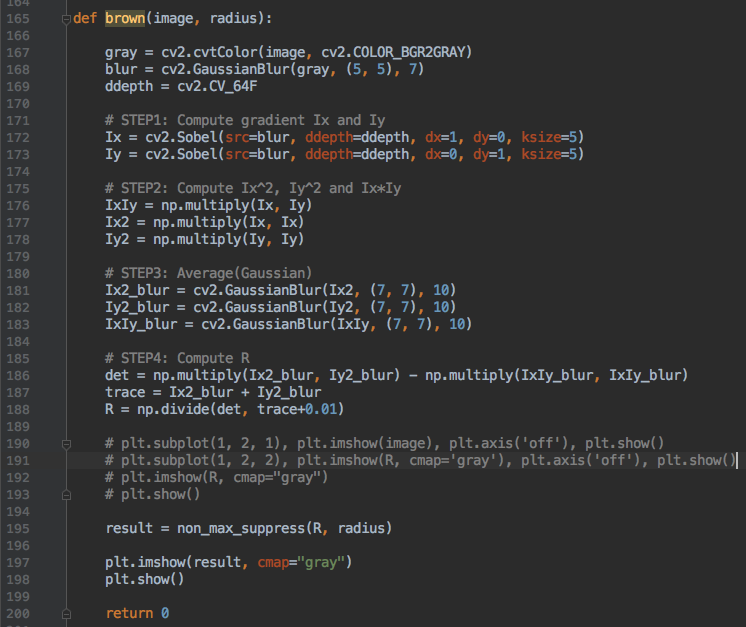 164
165 def brown(image, radius):
166
167 gray = cv2.cvtColor(image, cv2.COLOR_BGR2GRAY)
168 blur = cv2.GaussianBlur(gray, (5, 5), 7)
169 ddepth = cv2.CV_64F
170
171 # STEP1: Compute gradient Ix and Iy
172 Ix = cv2.Sobel(src=blur, ddepth=ddepth, dx=1, dy=0, ksize=5)
173 Iy = cv2.Sobel(src=blur, ddepth=ddepth, dx=0, dy=1, ksize=5)
174
175 # STEP2: Compute Ix^2, Iy^2 and Ix*Iy
176 IxIy = np.multiply(Ix, Iy)
177 Ix2 = np.multiply(Ix, Ix)
178 Iy2 = np.multiply(Iy, Iy)
179
180 # STEP3: Average(Gaussian)
181 Ix2_blur = cv2.GaussianBlur(Ix2, (7, 7), 10)
182 Iy2_blur = cv2.GaussianBlur(Iy2, (7, 7), 10)
183 IxIy_blur = cv2.GaussianBlur(IxIy, (7, 7), 10)
184
185 # STEP4: Compute R
186 det = np.multiply(Ix2_blur, Iy2_blur) - np.multiply(IxIy_blur, IxIy_blur)
187 trace = Ix2_blur + Iy2_blur
188 R = np.divide(det, trace+0.01)
189
190 # plt.subplot(1, 2, 1), plt.imshow(image), plt.axis('off'), plt.show()
191 # plt.subplot(1, 2, 2), plt.imshow(R, cmap='gray'), plt.axis('off'), plt.show()
192 # plt.imshow(R, cmap="gray")
193 # plt.show()
194
195 result = non_max_suppress(R, radius)
196
197 plt.imshow(result, cmap="gray")
198 plt.show()
199
200 return 0